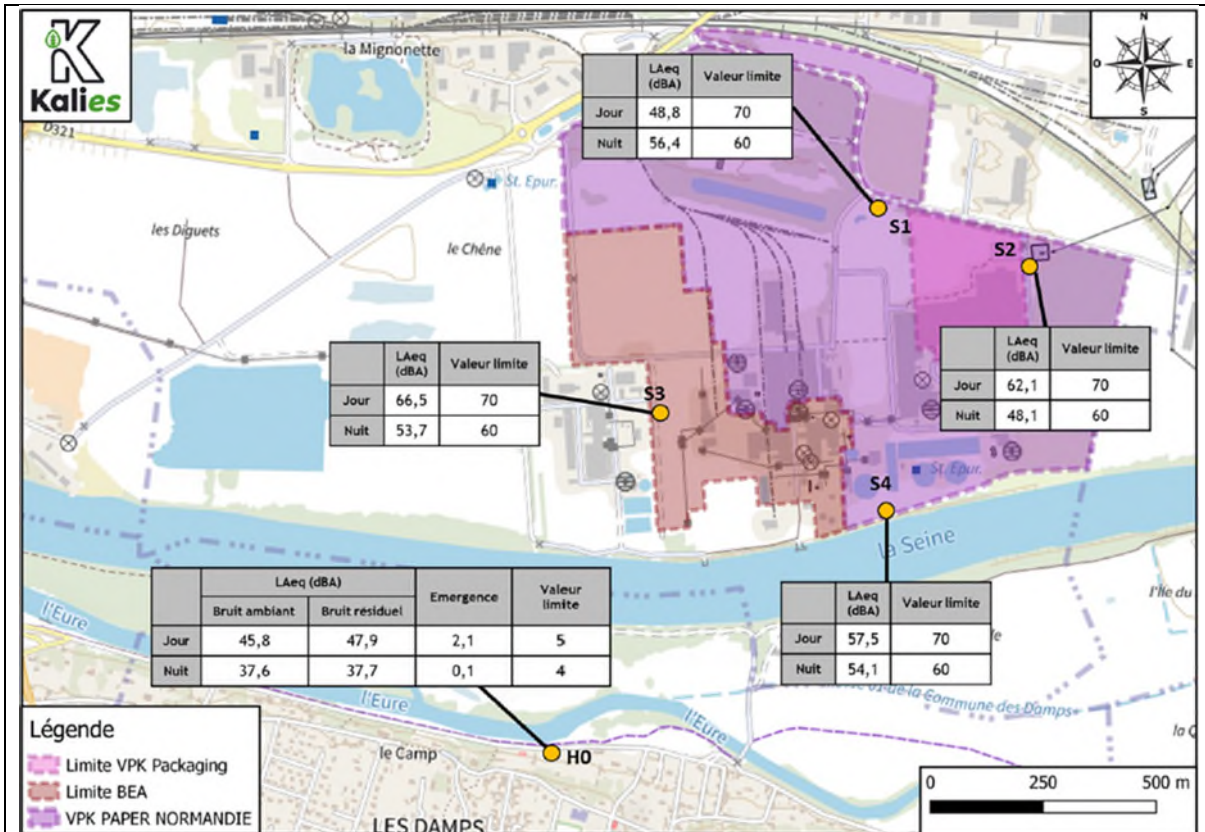 Kalies
la Mignonette
D321
N
O
E
S
LAeq (dBA) Valeur limite
Jour 48,8 70
Nuit 56,4 60
St. Epur.
les Diguets
le Chêne
S1
S2
LAeq (dBA) Valeur limite
Jour 62,1 70
Nuit 48,1 60
LAeq (dBA) Valeur limite
Jour 66,5 70
Nuit 53,7 60
S3
St. Epur.
S4
la Seine
LAeq (dBA) Emergence Valeur limite
Bruit ambiant Bruit résiduel
Jour 45,8 47,9 2,1 5
Nuit 37,6 37,7 0,1 4
LAeq (dBA) Valeur limite
Jour 57,5 70
Nuit 54,1 60
l'Île du
l'Eure
l'Eure
l'Eure
de la Commune des Damps
le Camp
H0
LES DAMPS
Légende
Limite VPK Packaging
Limite BEA
VPK PAPER NORMANDIE
0 250 500 m